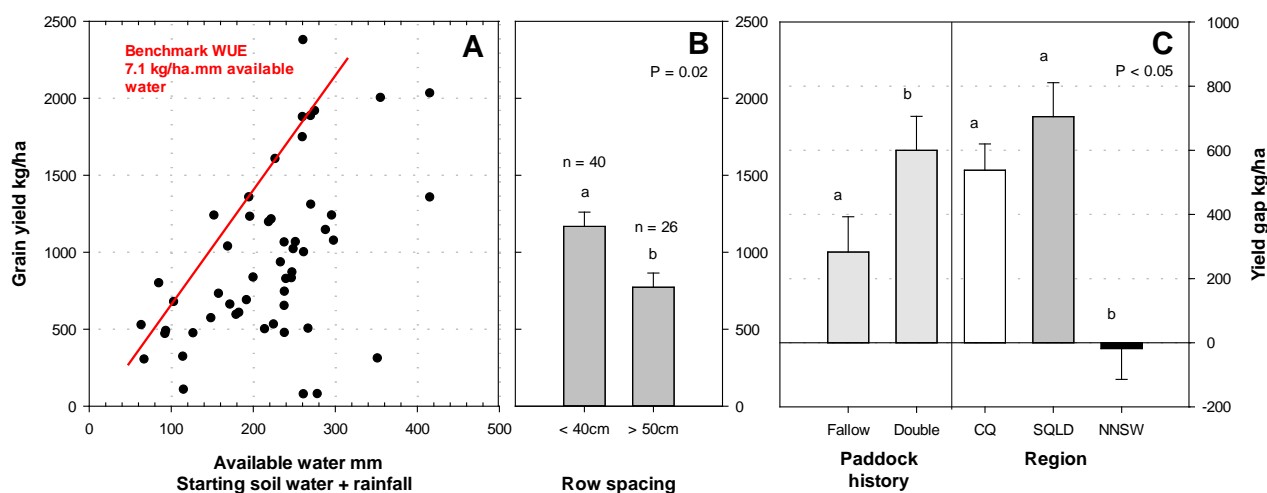 A
Benchmark WUE
7.1 kg/ha.mm available
water
Grain yield kg/ha
2500
2000
1500
1000
500
0
0 100 200 300 400 500
Available water mm
Starting soil water + rainfall
B
P = 0.02
n = 40
a
n = 26
b
< 40cm > 50cm
Row spacing
2500
2000
1500
1000
500
0
C
P < 0.05
a
b
a
a
b
Fallow Double CQ SQLD NNSW
Paddock
history
Region
1000
800
600
400
200
0
-200
Yield gap kg/ha